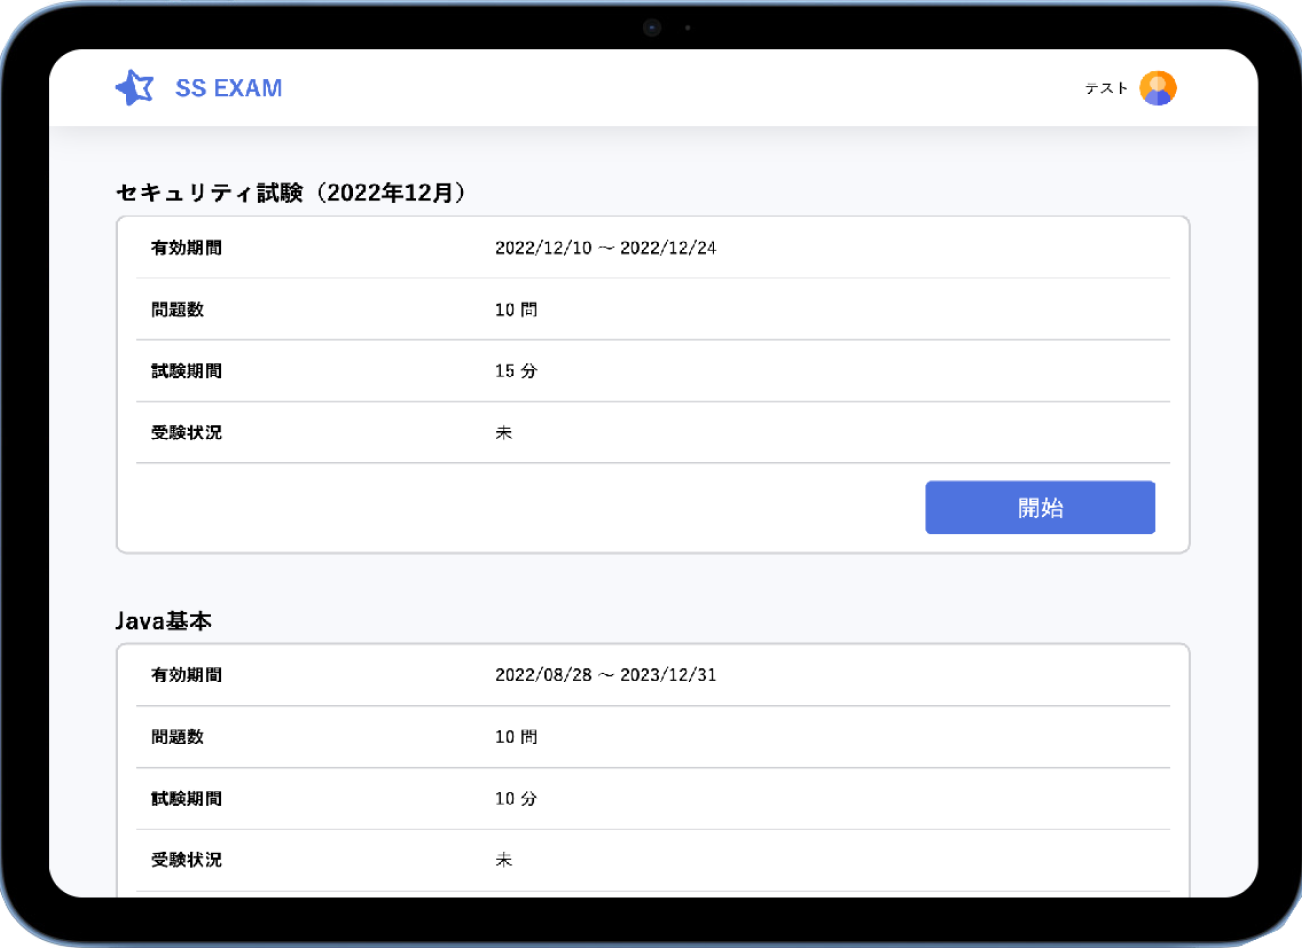 SS EXAM
テスト
セキュリティ試験（2022年12月）
有効期間 2022/12/10 ～ 2022/12/24
問題数 10 問
試験期間 15 分
受験状況 未
開始
Java基本
有効期間 2022/08/28 ～ 2023/12/31
問題数 10 問
試験期間 10 分
受験状況 未